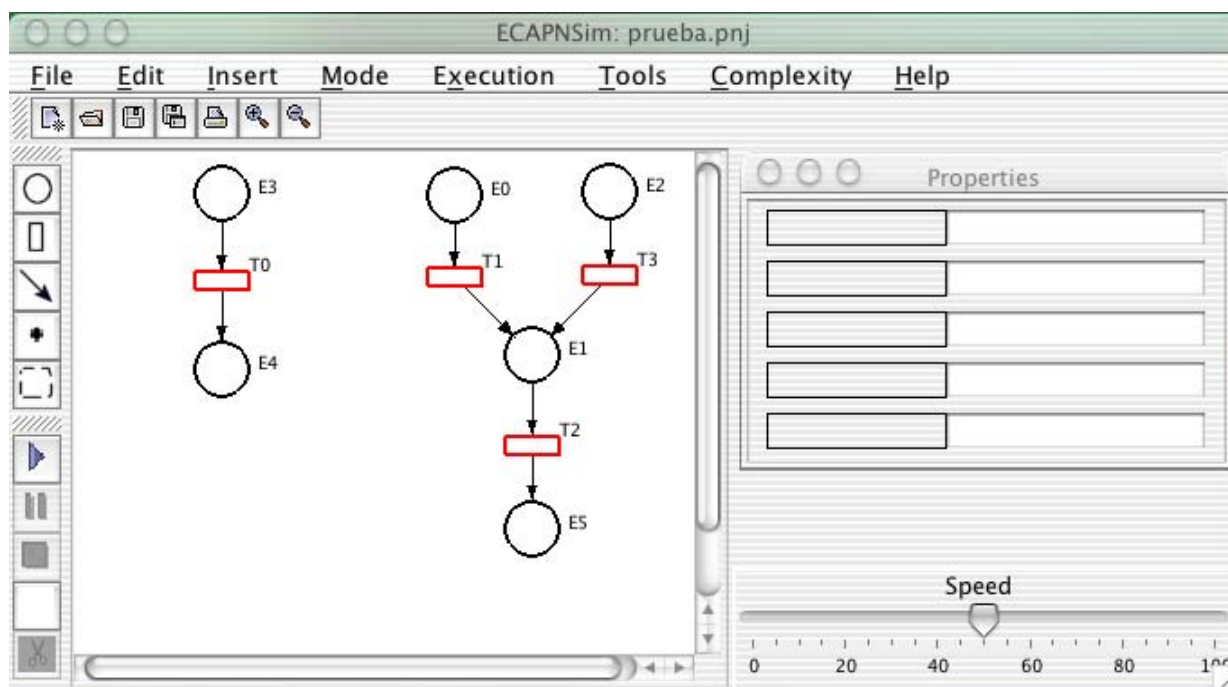 ECAPNSim: prueba.pnj
File Edit Insert Mode Execution Tools Complexity Help
Properties
E3 E0 E2
T0 T1 T3
E4 E1
T2
E5
Speed
0 20 40 60 80